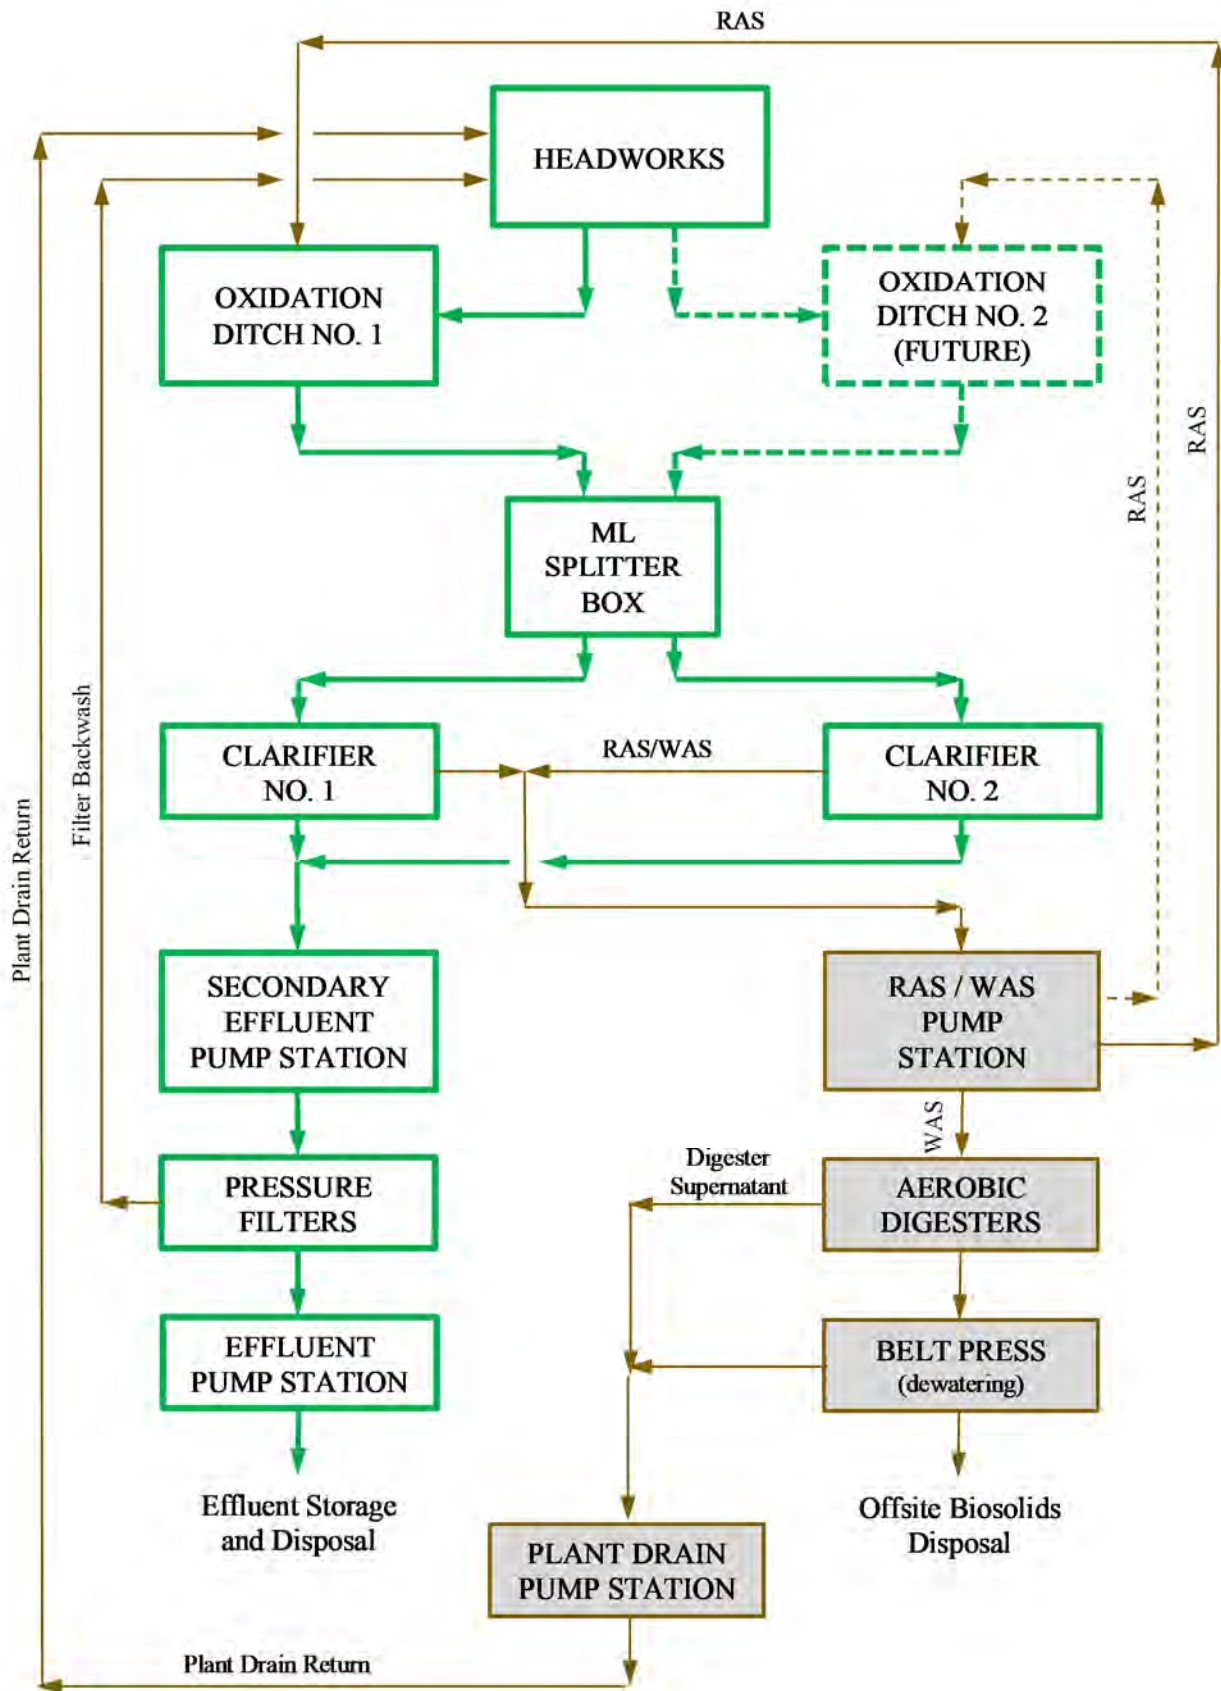 RAS
HEADWORKS
OXIDATION
DITCH NO. 1
OXIDATION
DITCH NO. 2
(FUTURE)
RAS
RAS
ML
SPLITTER
BOX
Filter Backwash
Plant Drain Return
CLARIFIER
NO. 1
RAS/WAS
CLARIFIER
NO. 2
SECONDARY
EFFLUENT
PUMP STATION
RAS / WAS
PUMP
STATION
WAS
PRESSURE
FILTERS
Digester
Supernatant
AEROBIC
DIGESTERS
EFFLUENT
PUMP STATION
BELT PRESS
(dewatering)
Effluent Storage
and Disposal
Offsite Biosolids
Disposal
PLANT DRAIN
PUMP STATION
Plant Drain Return